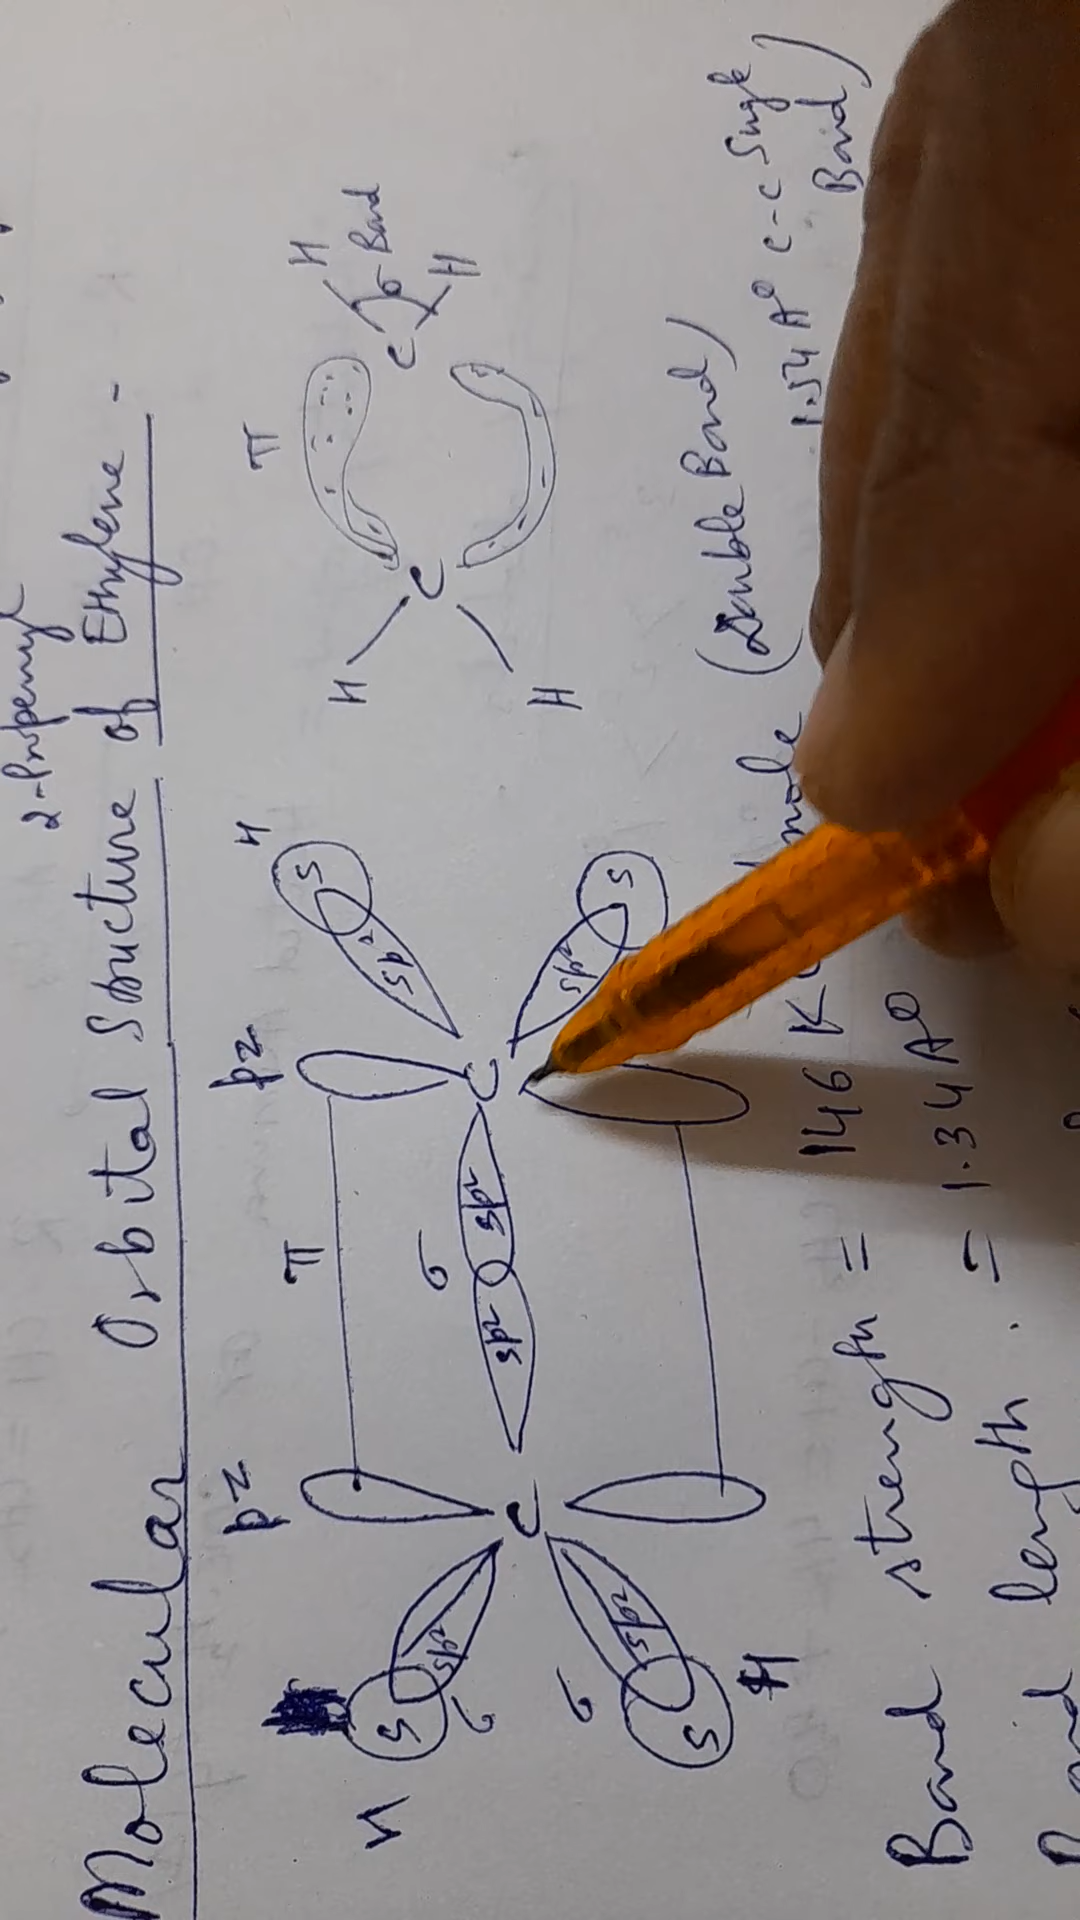 2-Propenyl
Molecular Orbital Structure of Ethylene -
pz pz H
π
S sp2 sp2 S
H
σ C σ C
sp2 sp2
S sp2 sp2 S
σ
H
π
H H
C C σ Bond
H H
Bond strength = 146 K mole (Double Bond)
Bond length. = 1.34 A° 1.54 A° C-C Single
Bond)